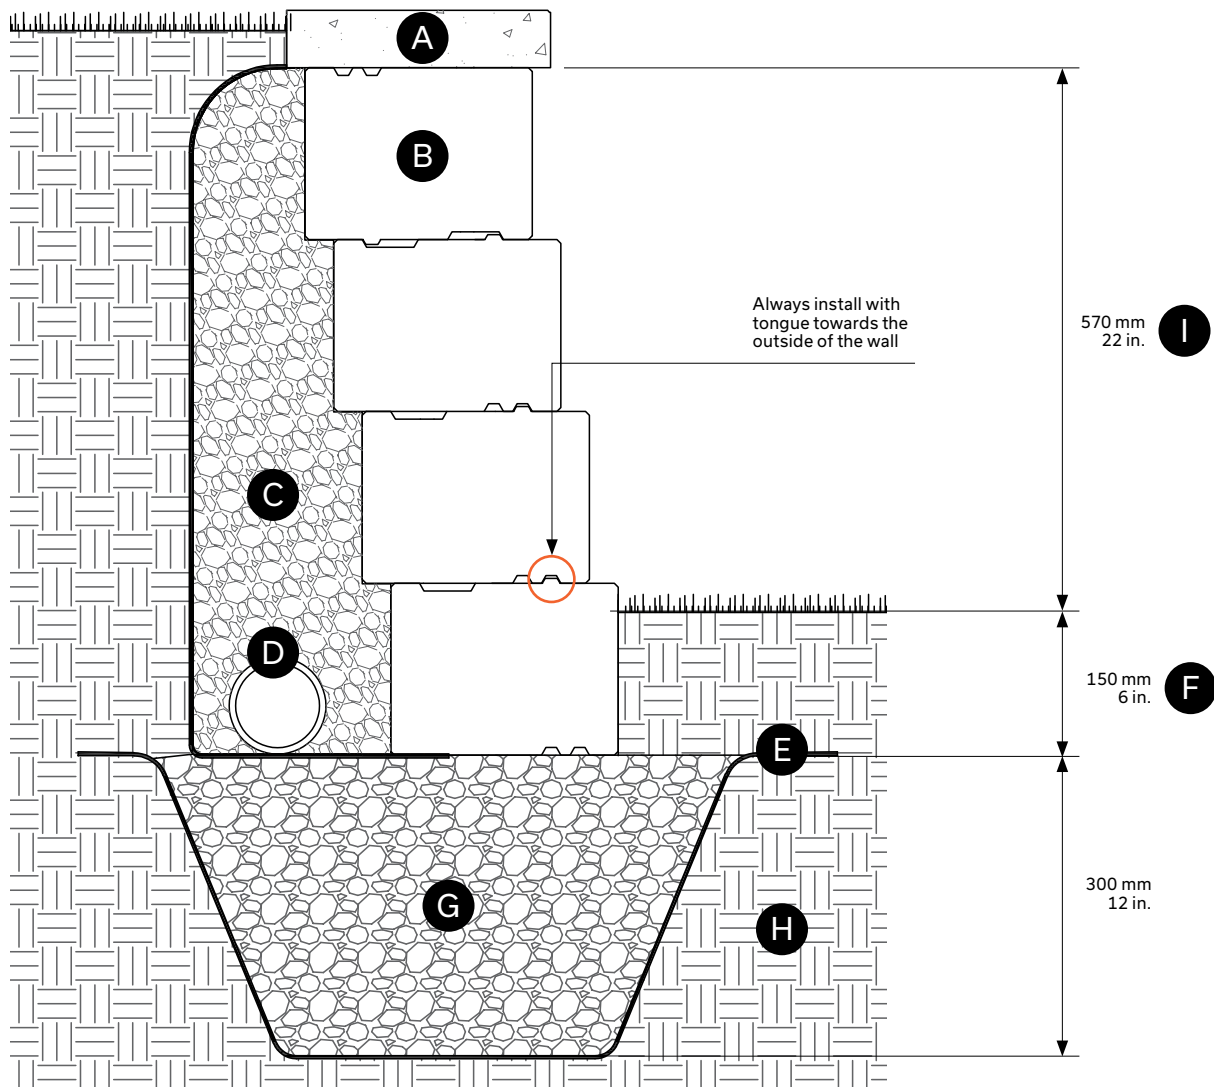 A
B
Always install with
tongue towards the
outside of the wall
570 mm
22 in.
I
C
D
150 mm
6 in.
F
E
300 mm
12 in.
G
H